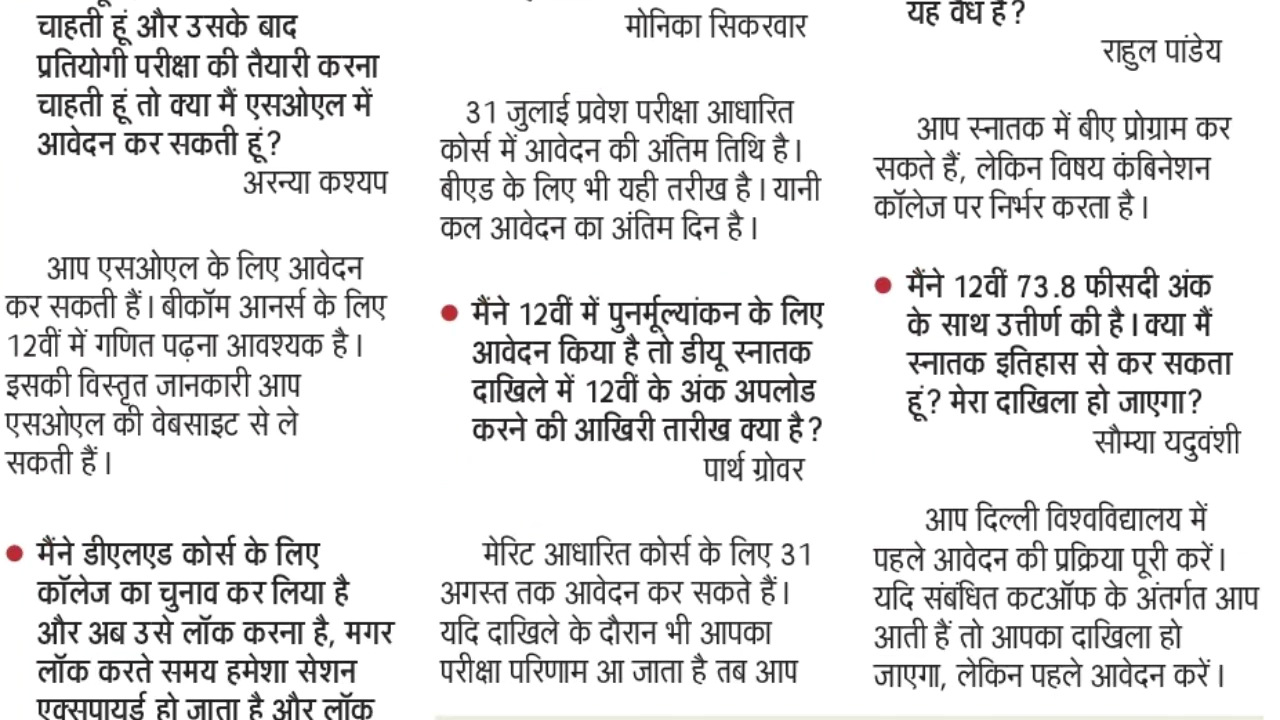 चाहती हूं और उसके बाद
प्रतियोगी परीक्षा की तैयारी करना
चाहती हूं तो क्या मैं एसओएल में
आवेदन कर सकती हूं?
अरन्या कश्यप
आप एसओएल के लिए आवेदन
कर सकती हैं। बीकॉम आनर्स के लिए
12वीं में गणित पढ़ना आवश्यक है।
इसकी विस्तृत जानकारी आप
एसओएल की वेबसाइट से ले
सकती हैं।
● मैंने डीएलएड कोर्स के लिए
कॉलेज का चुनाव कर लिया है
और अब उसे लॉक करना है, मगर
लॉक करते समय हमेशा सेशन
एक्सपायर्ड हो जाता है और लॉक
मोनिका सिकरवार
31 जुलाई प्रवेश परीक्षा आधारित
कोर्स में आवेदन की अंतिम तिथि है।
बीएड के लिए भी यही तरीख है। यानी
कल आवेदन का अंतिम दिन है।
● मैंने 12वीं में पुनर्मूल्यांकन के लिए
आवेदन किया है तो डीयू स्नातक
दाखिले में 12वीं के अंक अपलोड
करने की आखिरी तारीख क्या है?
पार्थ ग्रोवर
मेरिट आधारित कोर्स के लिए 31
अगस्त तक आवेदन कर सकते हैं।
यदि दाखिले के दौरान भी आपका
परीक्षा परिणाम आ जाता है तब आप
यह वैध है?
राहुल पांडेय
आप स्नातक में बीए प्रोग्राम कर
सकते हैं, लेकिन विषय कंबिनेशन
कॉलेज पर निर्भर करता है।
● मैंने 12वीं 73.8 फीसदी अंक
के साथ उत्तीर्ण की है। क्या मैं
स्नातक इतिहास से कर सकता
हूं? मेरा दाखिला हो जाएगा?
सौम्या यदुवंशी
आप दिल्ली विश्वविद्यालय में
पहले आवेदन की प्रक्रिया पूरी करें।
यदि संबंधित कटऑफ के अंतर्गत आप
आती हैं तो आपका दाखिला हो
जाएगा, लेकिन पहले आवेदन करें।